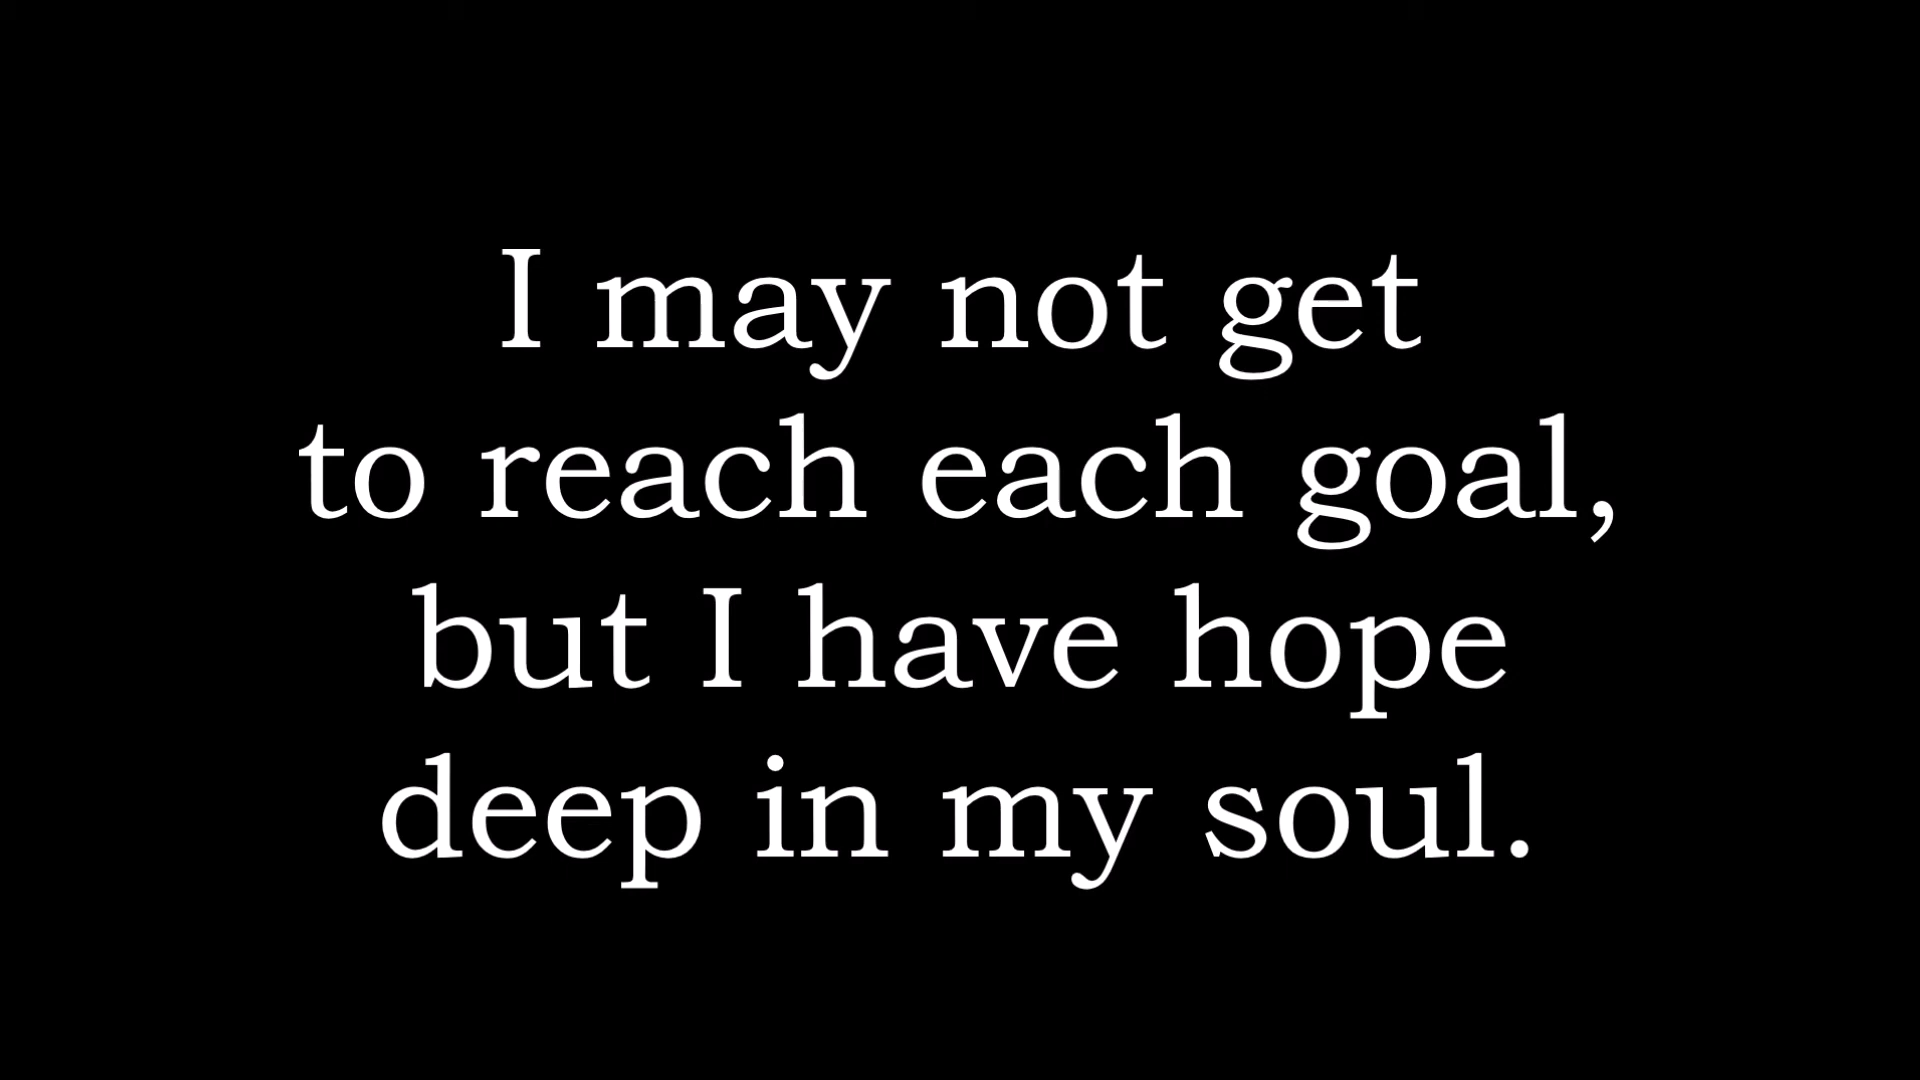 I may not get
to reach each goal,
but I have hope
deep in my soul.